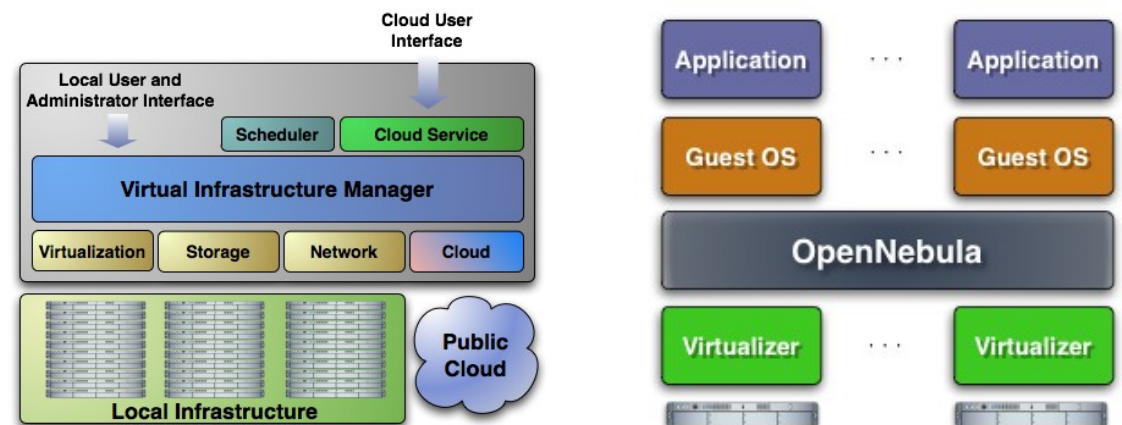 Cloud User
Interface
Local User and
Administrator Interface
Scheduler
Cloud Service
Virtual Infrastructure Manager
Virtualization
Storage
Network
Cloud
Public
Cloud
Local Infrastructure
Application
. . .
Application
Guest OS
. . .
Guest OS
OpenNebula
Virtualizer
. . .
Virtualizer